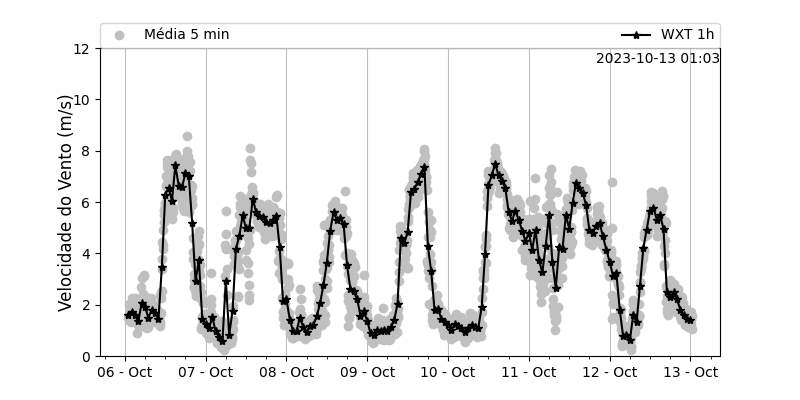 Média 5 min
WXT 1h
2023-10-13 01:03
Velocidade do Vento (m/s)
12
10
8
6
4
2
0
06 - Oct
07 - Oct
08 - Oct
09 - Oct
10 - Oct
11 - Oct
12 - Oct
13 - Oct